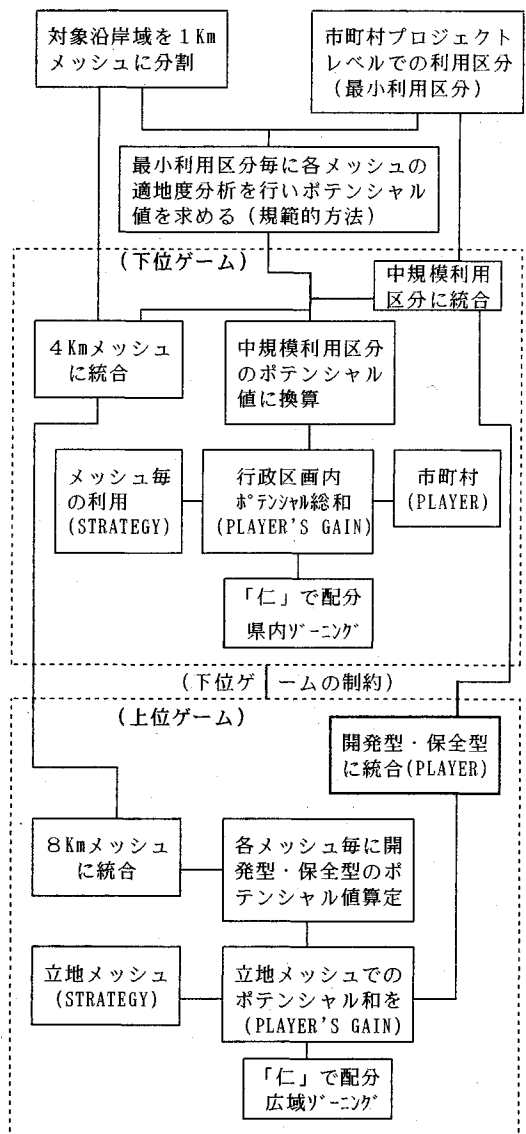 対象沿岸域を１Km
メッシュに分割
市町村プロジェクト
レベルでの利用区分
(最小利用区分)
最小利用区分毎に各メッシュの
適地度分析を行いポテンシャル
値を求める(規範的方法)
(下位ゲーム)
中規模利用
区分に統合
４Kmメッシュ
に統合
中規模利用区分
のポテンシャル
値に換算
メッシュ毎
の利用
(STRATEGY)
行政区画内
ﾎﾟﾃﾝｼｬﾙ総和
(PLAYER'S GAIN)
市町村
(PLAYER)
「仁」で配分
県内ｿﾞｰﾆﾝｸﾞ
(下位ゲームの制約)
(上位ゲーム)
開発型・保全型
に統合(PLAYER)
８Kmメッシュ
に統合
各メッシュ毎に開
発型・保全型のポ
テンシャル値算定
立地メッシュ
(STRATEGY)
立地メッシュでの
ポテンシャル和を
(PLAYER'S GAIN)
「仁」で配分
広域ｿﾞｰﾆﾝｸﾞ